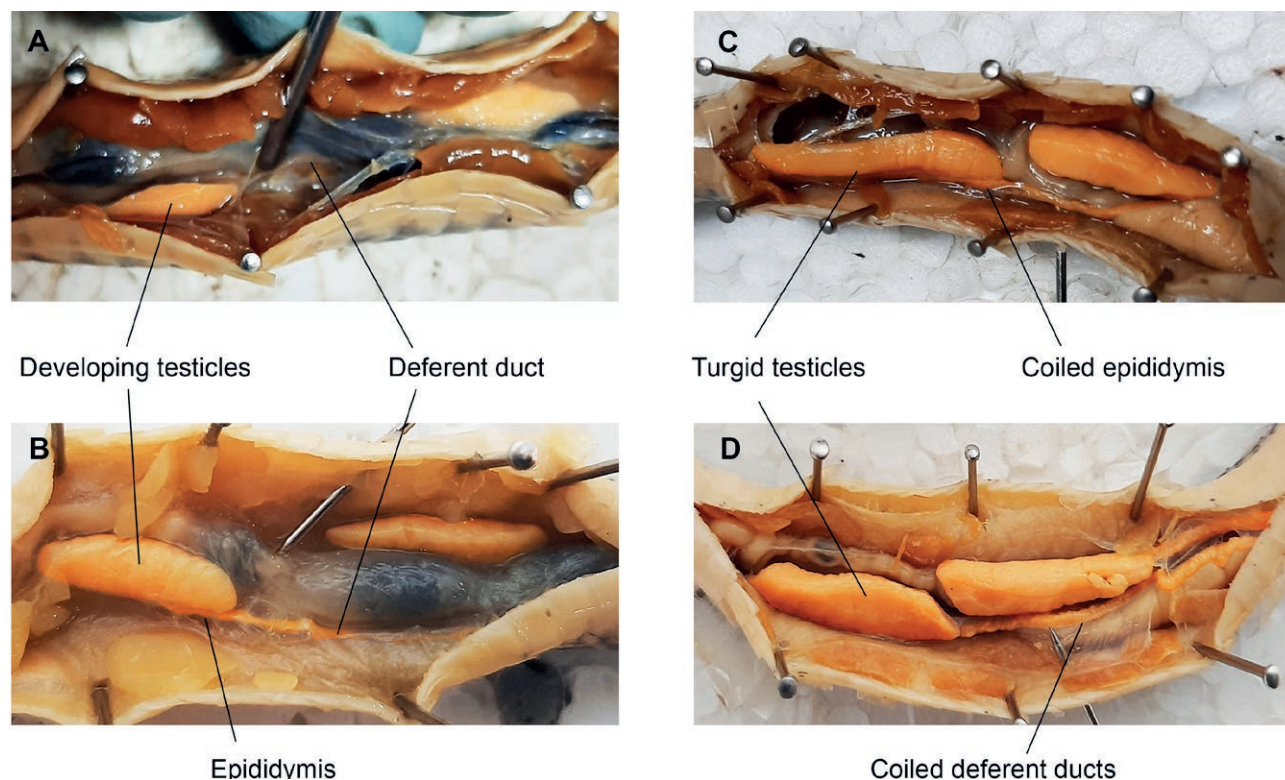 A
C
Developing testicles
Deferent duct
Turgid testicles
Coiled epididymis
B
D
Epididymis
Coiled deferent ducts